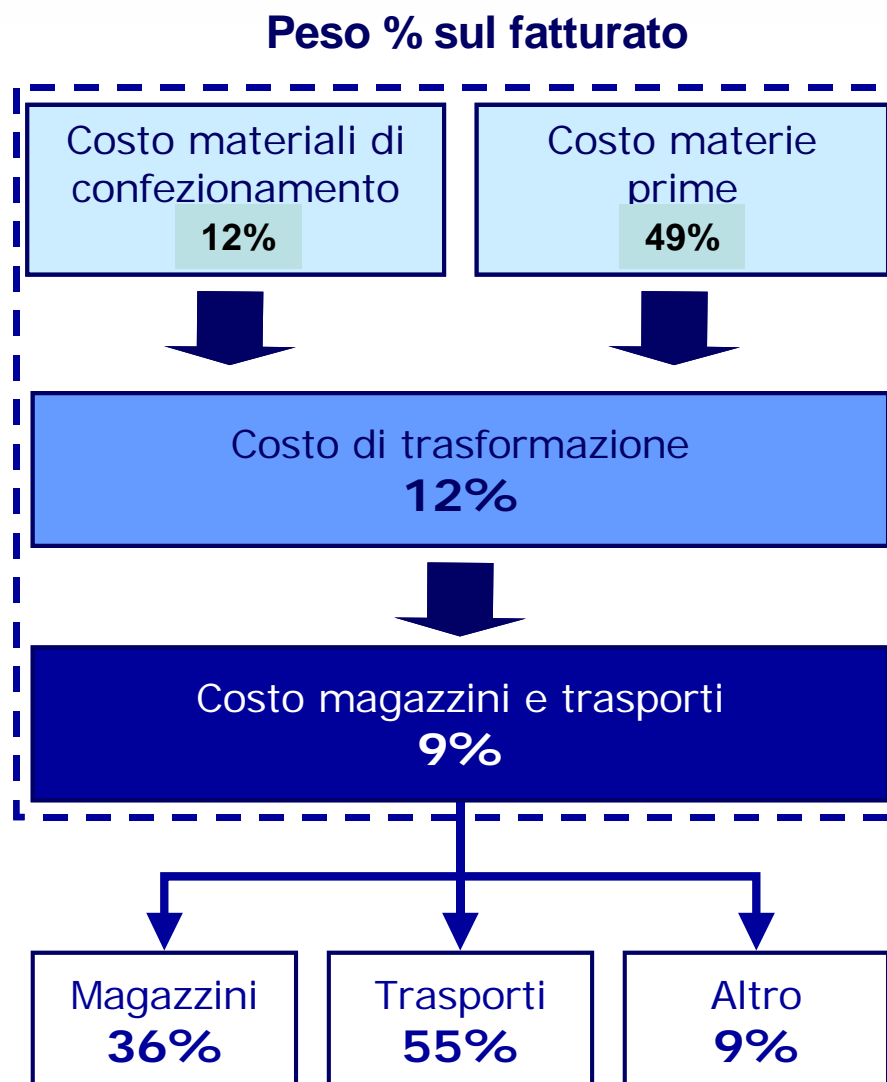 Peso % sul fatturato
Costo materiali di
confezionamento
12%
Costo materie
prime
49%
Costo di trasformazione
12%
Costo magazzini e trasporti
9%
Magazzini
36%
Trasporti
55%
Altro
9%